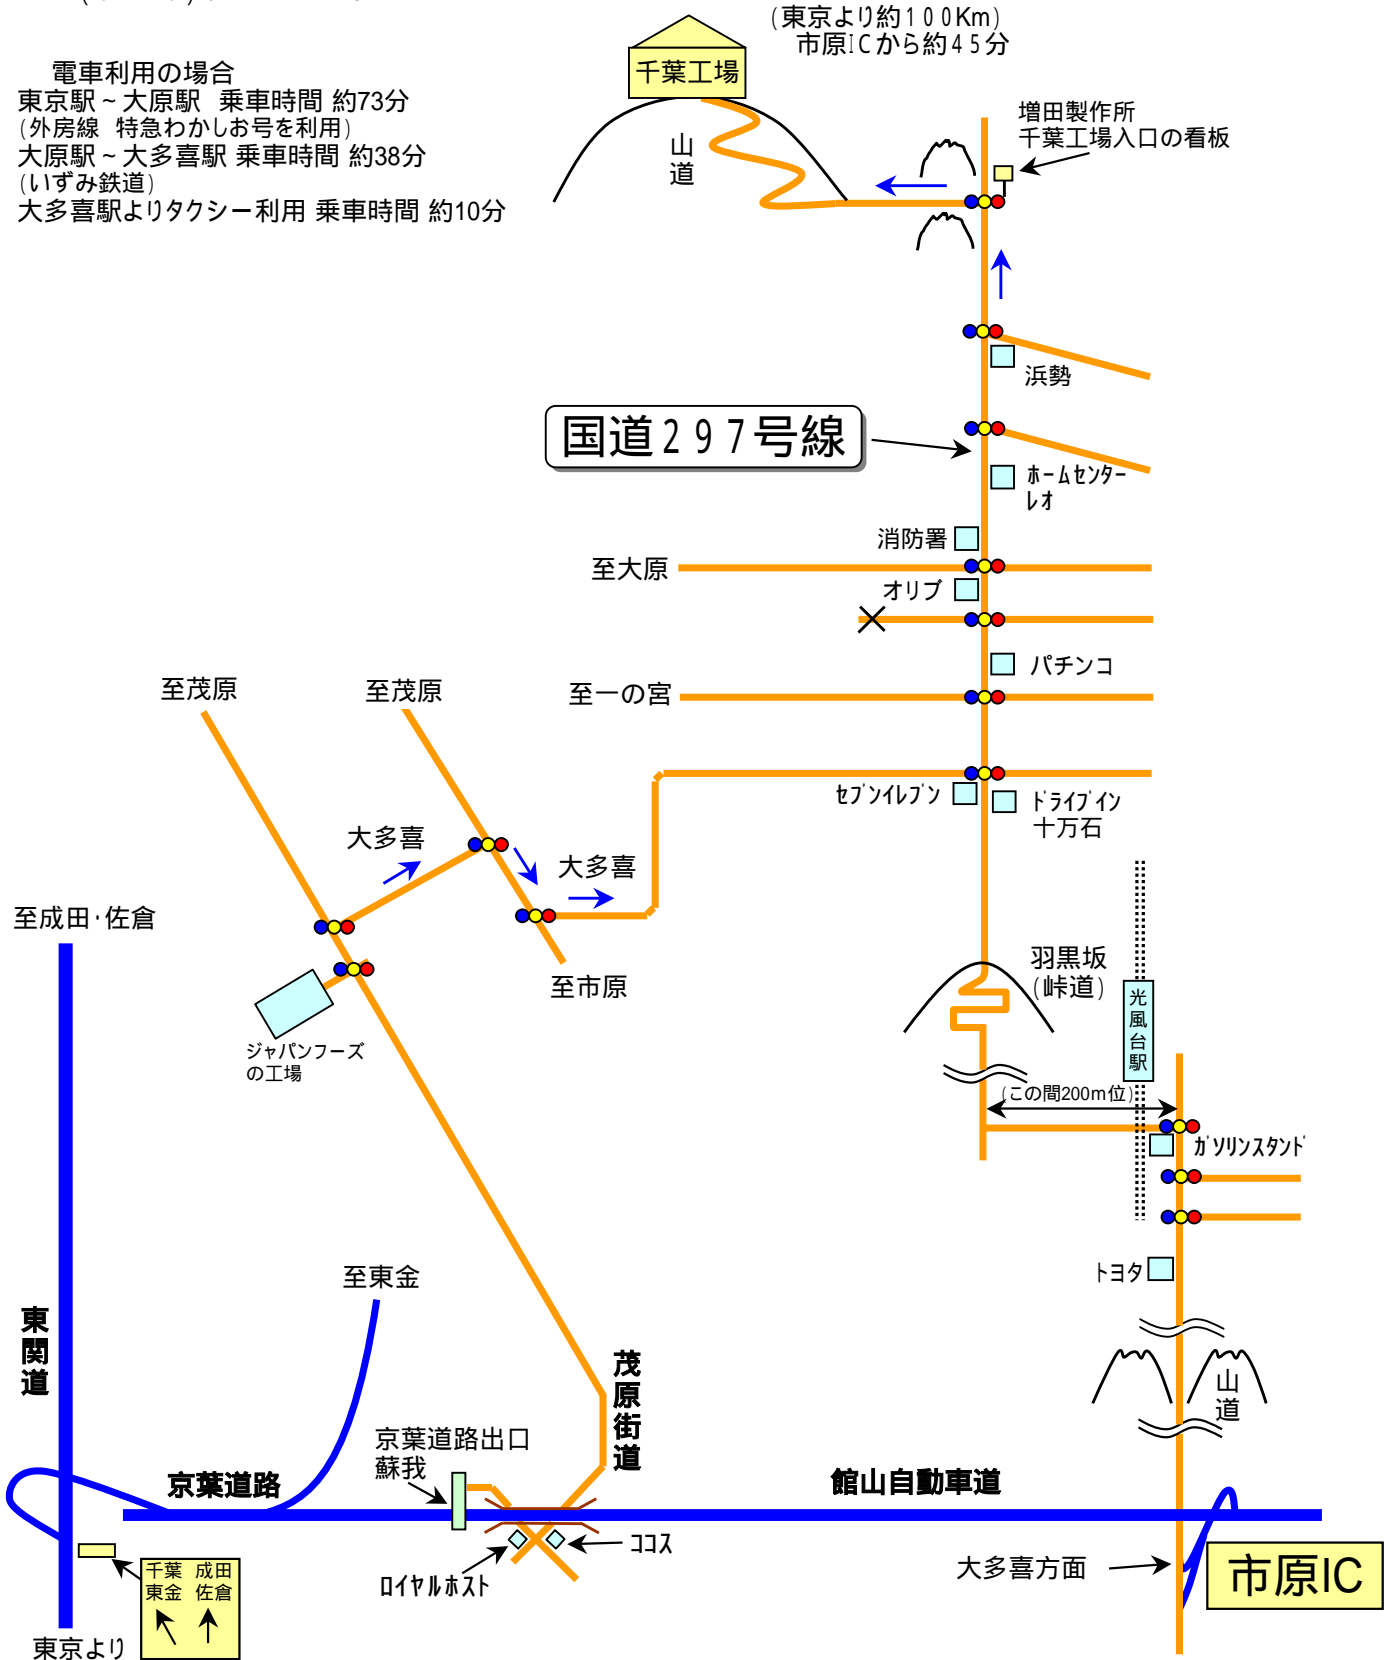 (東京より約100Km)
市原ICから約45分
電車利用の場合
東京駅~大原駅 乗車時間 約73分
(外房線 特急わかしお号を利用)
大原駅~大多喜駅 乗車時間 約38分
(いずみ鉄道)
大多喜駅よりタクシー利用 乗車時間 約10分
千葉工場
山道
増田製作所
千葉工場入口の看板
浜勢
国道297号線
ホームセンター
レオ
消防署
至大原
オリブ
パチンコ
至一の宮
至茂原
至茂原
セブンイレブン
ドライブイン
十万石
大多喜
大多喜
至成田・佐倉
至市原
羽黒坂
(峠道)
光風台駅
ジャパンフーズ
の工場
(この間200m位)
ガソリンスタンド
トヨタ
至東金
東関道
茂原街道
山道
京葉道路出口
蘇我
京葉道路
館山自動車道
ココス
ロイヤルホスト
大多喜方面
市原IC
千葉 成田
東金 佐倉
東京より